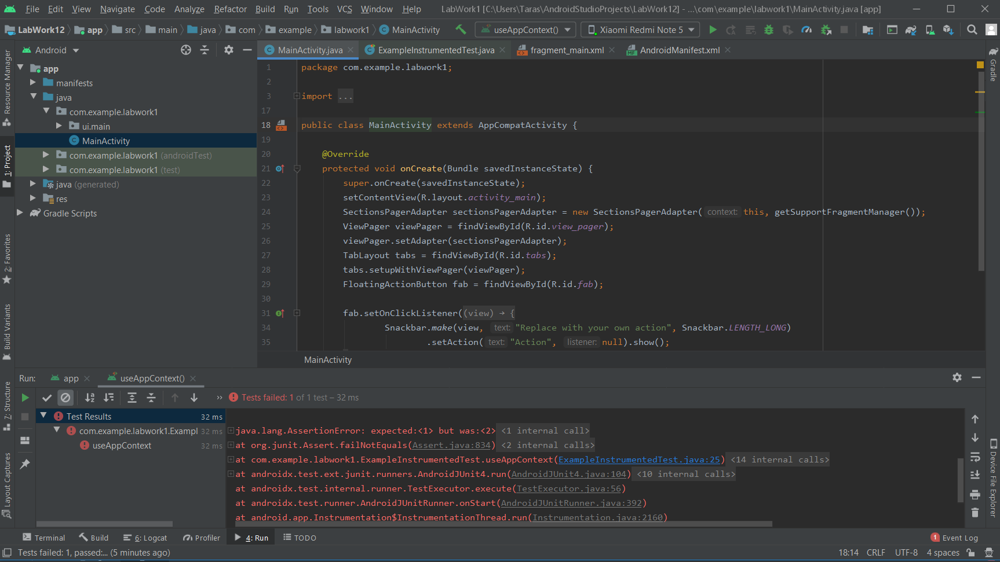 File Edit View Navigate Code Analyze Refactor Build Run Tools VCS Window Help LabWork1 [C:\Users\Taras\AndroidStudioProjects\LabWork12] - ...\com\example\labwork1\MainActivity.java [app]
LabWork12 app src main java com example labwork1 MainActivity useAppContext() Xiaomi Redmi Note 5
Android
MainActivity.java ExampleInstrumentedTest.java fragment_main.xml AndroidManifest.xml
app
manifests
java
com.example.labwork1
ui.main
MainActivity
com.example.labwork1 (androidTest)
com.example.labwork1 (test)
java (generated)
res
Gradle Scripts
Resource Manager
1: Project
2: Favorites
Build Variants
7: Structure
Layout Captures
1 package com.example.labwork1;
2
3 import ...
17
18 public class MainActivity extends AppCompatActivity {
19
20 @Override
21 protected void onCreate(Bundle savedInstanceState) {
22 super.onCreate(savedInstanceState);
23 setContentView(R.layout.activity_main);
24 SectionsPagerAdapter sectionsPagerAdapter = new SectionsPagerAdapter( context: this, getSupportFragmentManager());
25 ViewPager viewPager = findViewById(R.id.view_pager);
26 viewPager.setAdapter(sectionsPagerAdapter);
27 TabLayout tabs = findViewById(R.id.tabs);
28 tabs.setupWithViewPager(viewPager);
29 FloatingActionButton fab = findViewById(R.id.fab);
30
31 fab.setOnClickListener((view) → {
34 Snackbar.make(view, text: "Replace with your own action", Snackbar.LENGTH_LONG)
35 .setAction( text: "Action", listener: null).show();
MainActivity
Gradle
Device File Explorer
Run: app useAppContext()
Tests failed: 1 of 1 test – 32 ms
Test Results 32 ms
com.example.labwork1.Exampl 32 ms
useAppContext 32 ms
java.lang.AssertionError: expected:<1> but was:<2> <1 internal call>
at org.junit.Assert.failNotEquals(Assert.java:834) <2 internal calls>
at com.example.labwork1.ExampleInstrumentedTest.useAppContext(ExampleInstrumentedTest.java:25) <14 internal calls>
at androidx.test.ext.junit.runners.AndroidJUnit4.run(AndroidJUnit4.java:104) <10 internal calls>
at androidx.test.internal.runner.TestExecutor.execute(TestExecutor.java:56)
at androidx.test.runner.AndroidJUnitRunner.onStart(AndroidJUnitRunner.java:392)
at android.app.Instrumentation$InstrumentationThread.run(Instrumentation.java:2160)
Terminal Build 6: Logcat Profiler 4: Run TODO 1 Event Log
Tests failed: 1, passed:... (5 minutes ago) 18:14 CRLF UTF-8 4 spaces